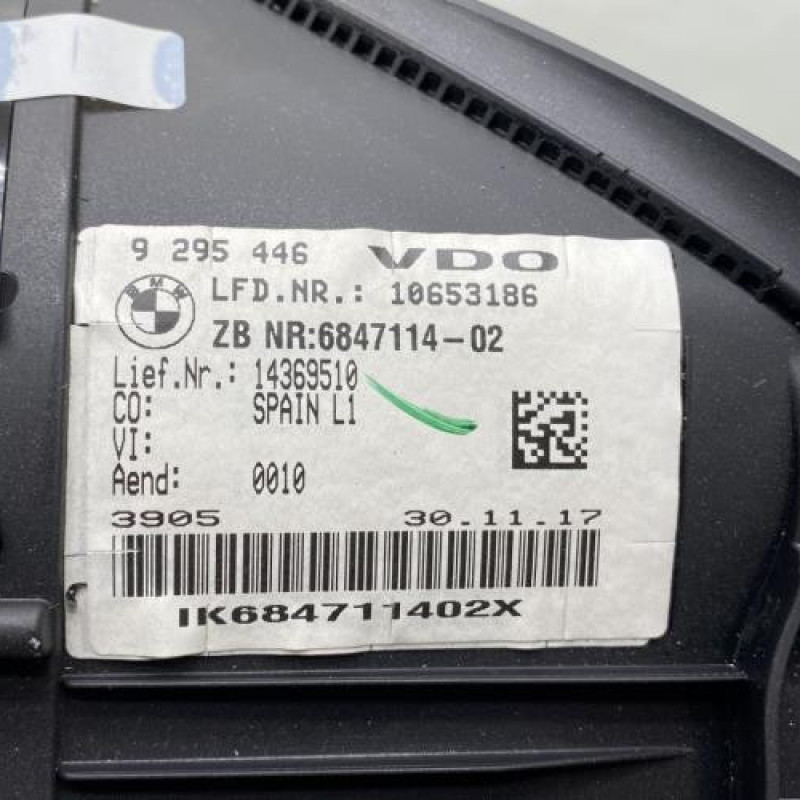 9 295 446 VDO
BMW
LFD.NR.: 10653186
ZB NR:6847114-02
Lief.Nr.: 14369510
CO: SPAIN L1
VI:
Aend: 0010
3905 30.11.17
IK684711402X